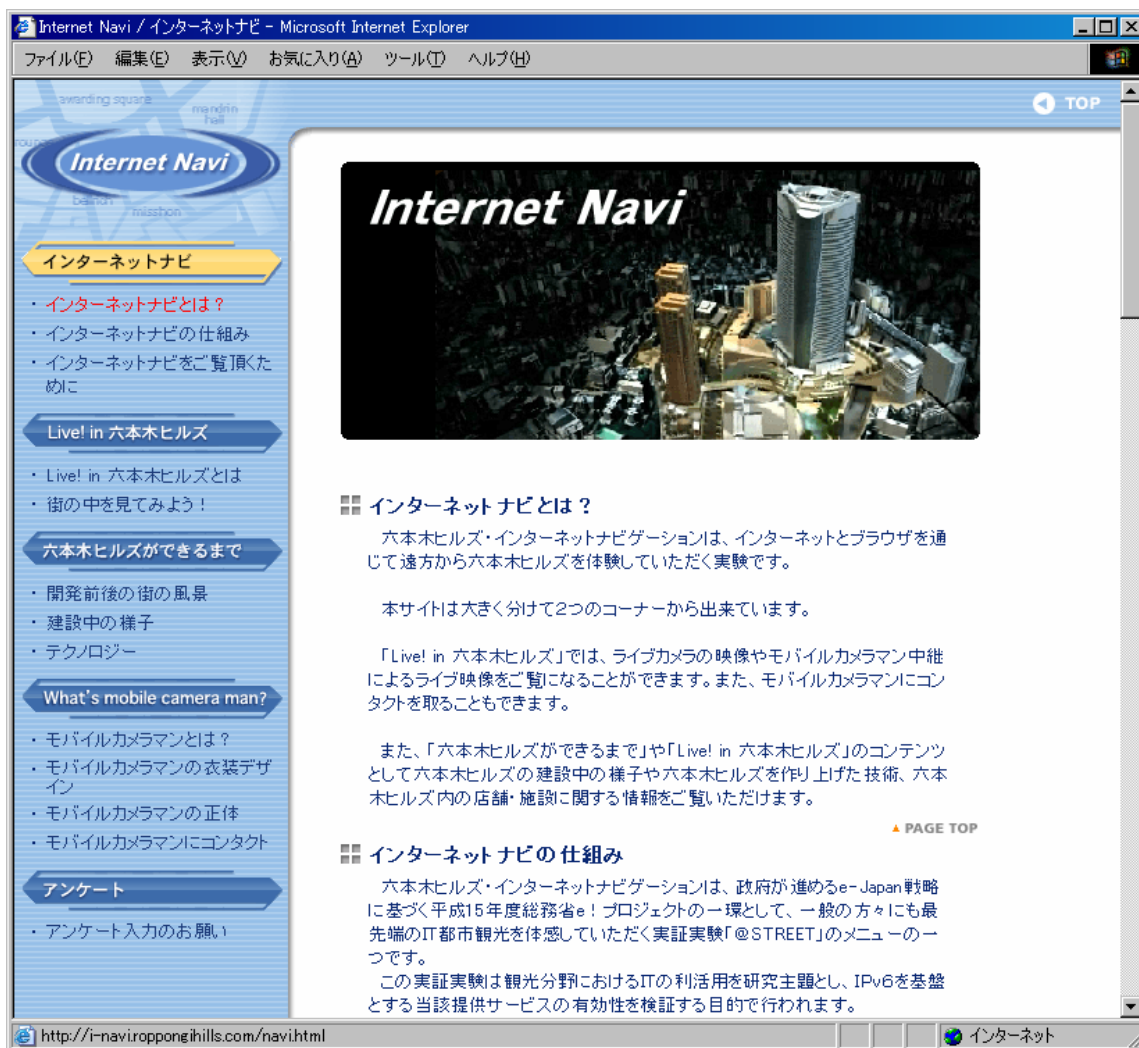 Internet Navi / インターネットナビ - Microsoft Internet Explorer
ファイル(F) 編集(E) 表示(V) お気に入り(A) ツール(T) ヘルプ(H)
awarding square
mandrin
hall
TOP
Internet Navi
misshon
インターネットナビ
・インターネットナビとは？
・インターネットナビの仕組み
・インターネットナビをご覧頂くた
めに
Live! in 六本木ヒルズ
・Live! in 六本木ヒルズとは
・街の中を見てみよう！
六本木ヒルズができるまで
・開発前後の街の風景
・建設中の様子
・テクノロジー
What's mobile camera man?
・モバイルカメラマンとは？
・モバイルカメラマンの衣装デザ
イン
・モバイルカメラマンの正体
・モバイルカメラマンにコンタクト
アンケート
・アンケート入力のお願い
Internet Navi
インターネットナビとは？
六本木ヒルズ・インターネットナビゲーションは、インターネットとブラウザを通
じて遠方から六本木ヒルズを体験していただく実験です。
本サイトは大きく分けて2つのコーナーから出来ています。
「Live! in 六本木ヒルズ」では、ライブカメラの映像やモバイルカメラマン中継
によるライブ映像をご覧になることができます。また、モバイルカメラマンにコン
タクトを取ることもできます。
また、「六本木ヒルズができるまで」や「Live! in 六本木ヒルズ」のコンテンツ
として六本木ヒルズの建設中の様子や六本木ヒルズを作り上げた技術、六本
木ヒルズ内の店舗・施設に関する情報をご覧いただけます。
PAGE TOP
インターネットナビの仕組み
六本木ヒルズ・インターネットナビゲーションは、政府が進めるe-Japan戦略
に基づく平成15年度総務省e！プロジェクトの一環として、一般の方々にも最
先端のIT都市観光を体感していただく実証実験「@STREET」のメニューの一
つです。
この実証実験は観光分野におけるITの利活用を研究主題とし、IPv6を基盤
とする当該提供サービスの有効性を検証する目的で行われます。
http://i-navi.roppongihills.com/navi.html
インターネット